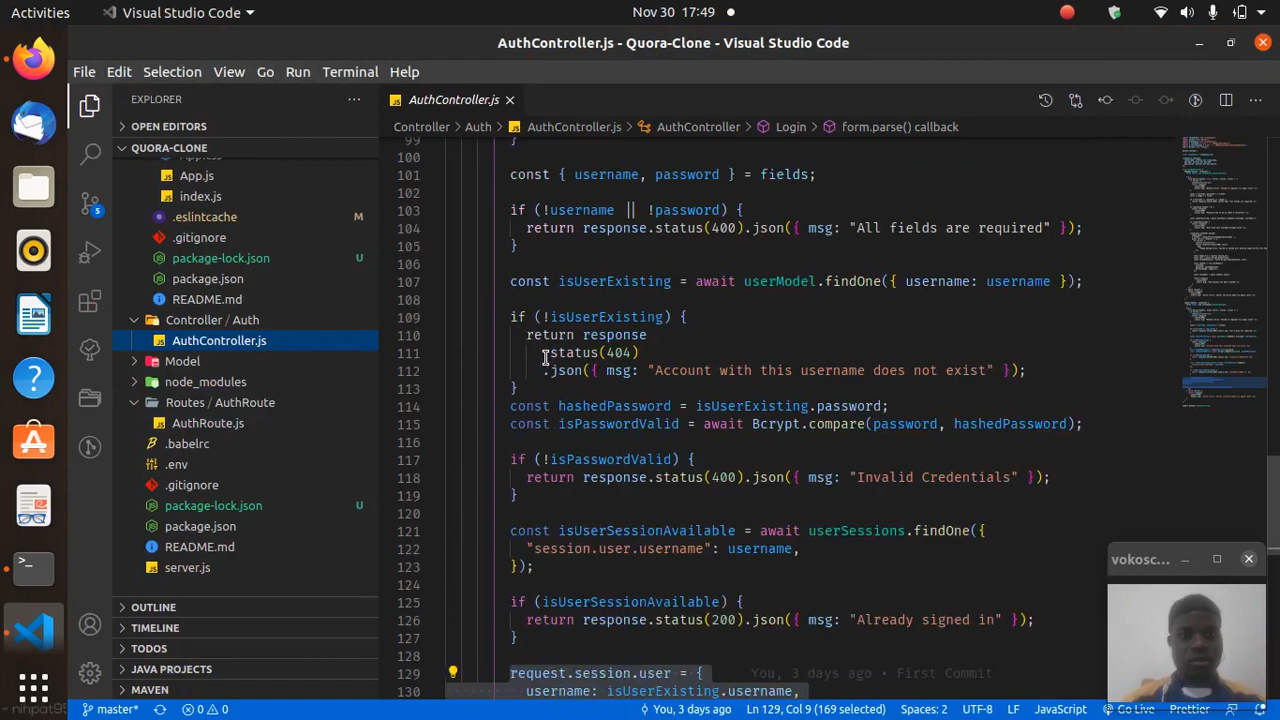 Activities
Visual Studio Code
Nov 30 17:49
AuthController.js - Quora-Clone - Visual Studio Code
File Edit Selection View Go Run Terminal Help
EXPLORER
OPEN EDITORS
QUORA-CLONE
App.js
index.js
.eslintcache M
.gitignore
package-lock.json U
package.json
README.md
Controller / Auth
AuthController.js
Model
node_modules
Routes / AuthRoute
AuthRoute.js
.babelrc
.env
.gitignore
package-lock.json U
package.json
README.md
server.js
OUTLINE
TIMELINE
TODOS
JAVA PROJECTS
MAVEN
5
AuthController.js
Controller > Auth > AuthController.js > AuthController > Login > form.parse() callback
99 }
100
101 const { username, password } = fields;
102
103 if (!username || !password) {
104 return response.status(400).json({ msg: "All fields are required" });
105
106
107 const isUserExisting = await userModel.findOne({ username: username });
108
109 if (!isUserExisting) {
110 return response
111 .status(404)
112 .json({ msg: "Account with this username does not exist" });
113 }
114 const hashedPassword = isUserExisting.password;
115 const isPasswordValid = await Bcrypt.compare(password, hashedPassword);
116
117 if (!isPasswordValid) {
118 return response.status(400).json({ msg: "Invalid Credentials" });
119 }
120
121 const isUserSessionAvailable = await userSessions.findOne({
122 "session.user.username": username,
123 });
124
125 if (isUserSessionAvailable) {
126 return response.status(200).json({ msg: "Already signed in" });
127 }
128
129 request.session.user = { You, 3 days ago • First Commit
130 username: isUserExisting.username,
vokosc...
master*
0 0
You, 3 days ago
Ln 129, Col 9 (169 selected)
Spaces: 2
UTF-8
LF
JavaScript
Go Live
Prettier